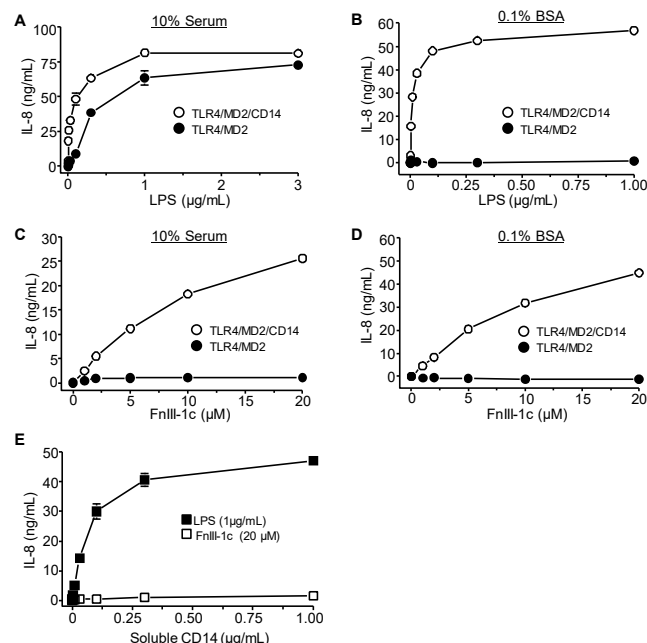 A
10% Serum
100
75
50
25
0
IL-8 (ng/mL)
TLR4/MD2/CD14
TLR4/MD2
0 1 2 3
LPS (µg/mL)
B
0.1% BSA
60
50
40
30
20
10
0
IL-8 (ng/mL)
TLR4/MD2/CD14
TLR4/MD2
0 0.25 0.50 0.75 1.00
LPS (µg/mL)
C
10% Serum
30
25
20
15
10
5
0
IL-8 (ng/mL)
TLR4/MD2/CD14
TLR4/MD2
0 5 10 15 20
FnIII-1c (µM)
D
0.1% BSA
60
50
40
30
20
10
0
IL-8 (ng/mL)
TLR4/MD2/CD14
TLR4/MD2
0 5 10 15 20
FnIII-1c (µM)
E
50
40
30
20
10
0
IL-8 (ng/mL)
LPS (1µg/mL)
FnIII-1c (20 µM)
0 0.25 0.50 0.75 1.00
Soluble CD14 (µg/mL)